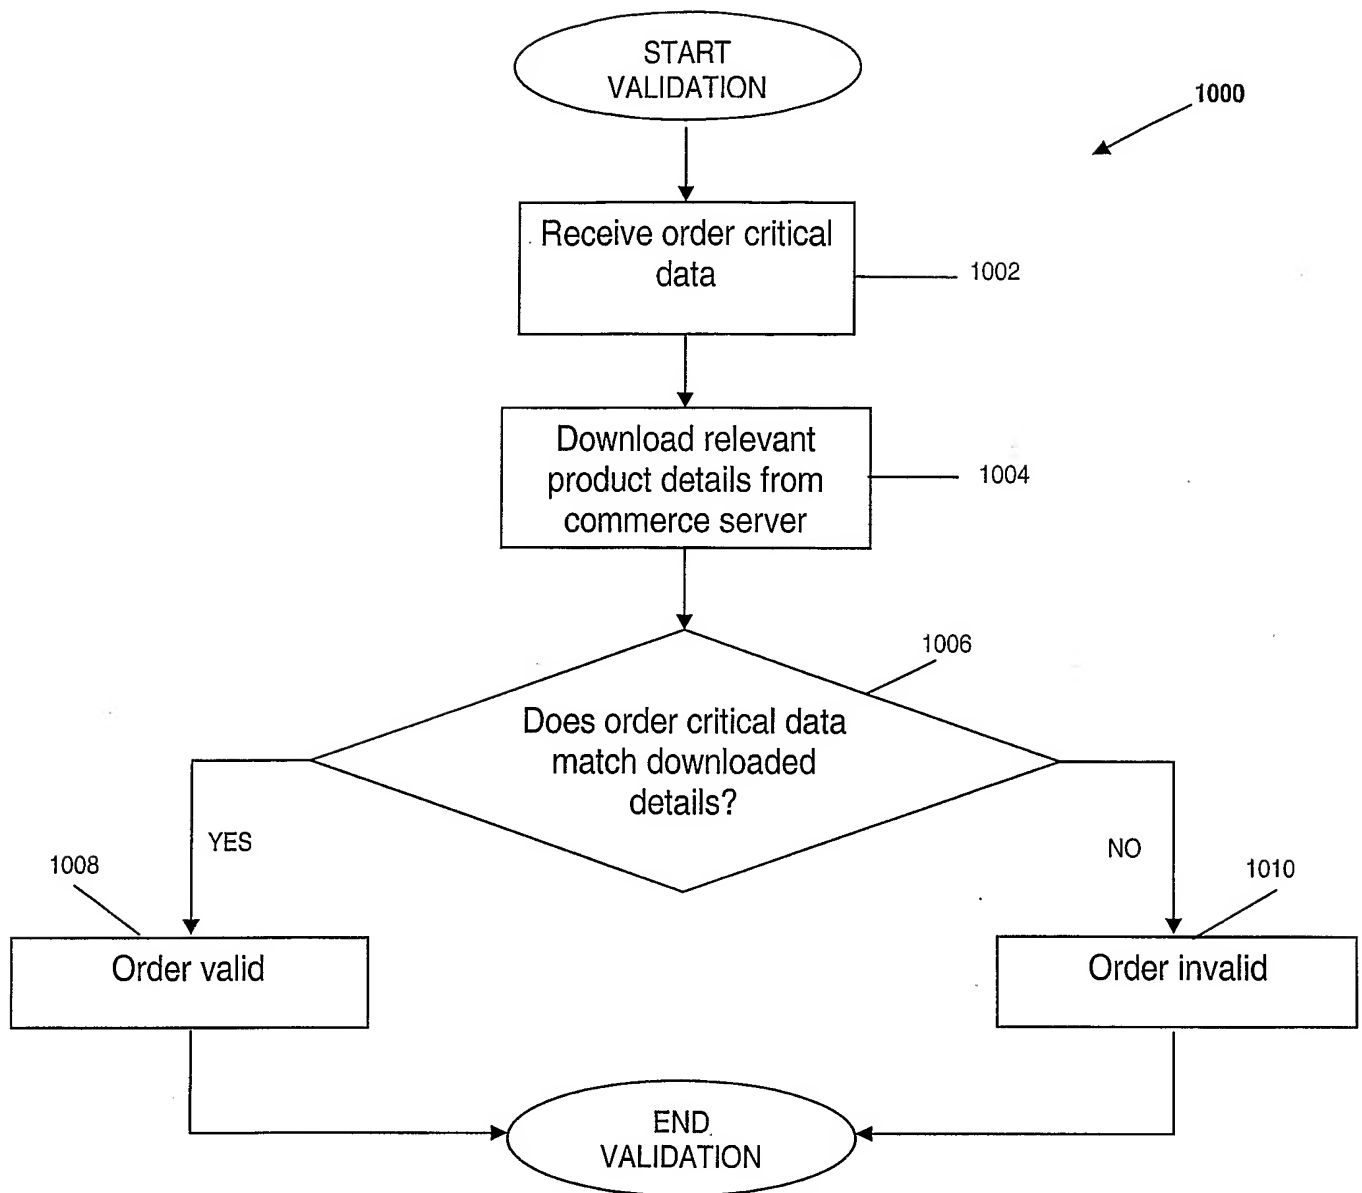 START
VALIDATION
1000
Receive order critical
data
1002
Download relevant
product details from
commerce server
1004
1006
Does order critical data
match downloaded
details?
YES
NO
1008
1010
Order valid
Order invalid
END
VALIDATION